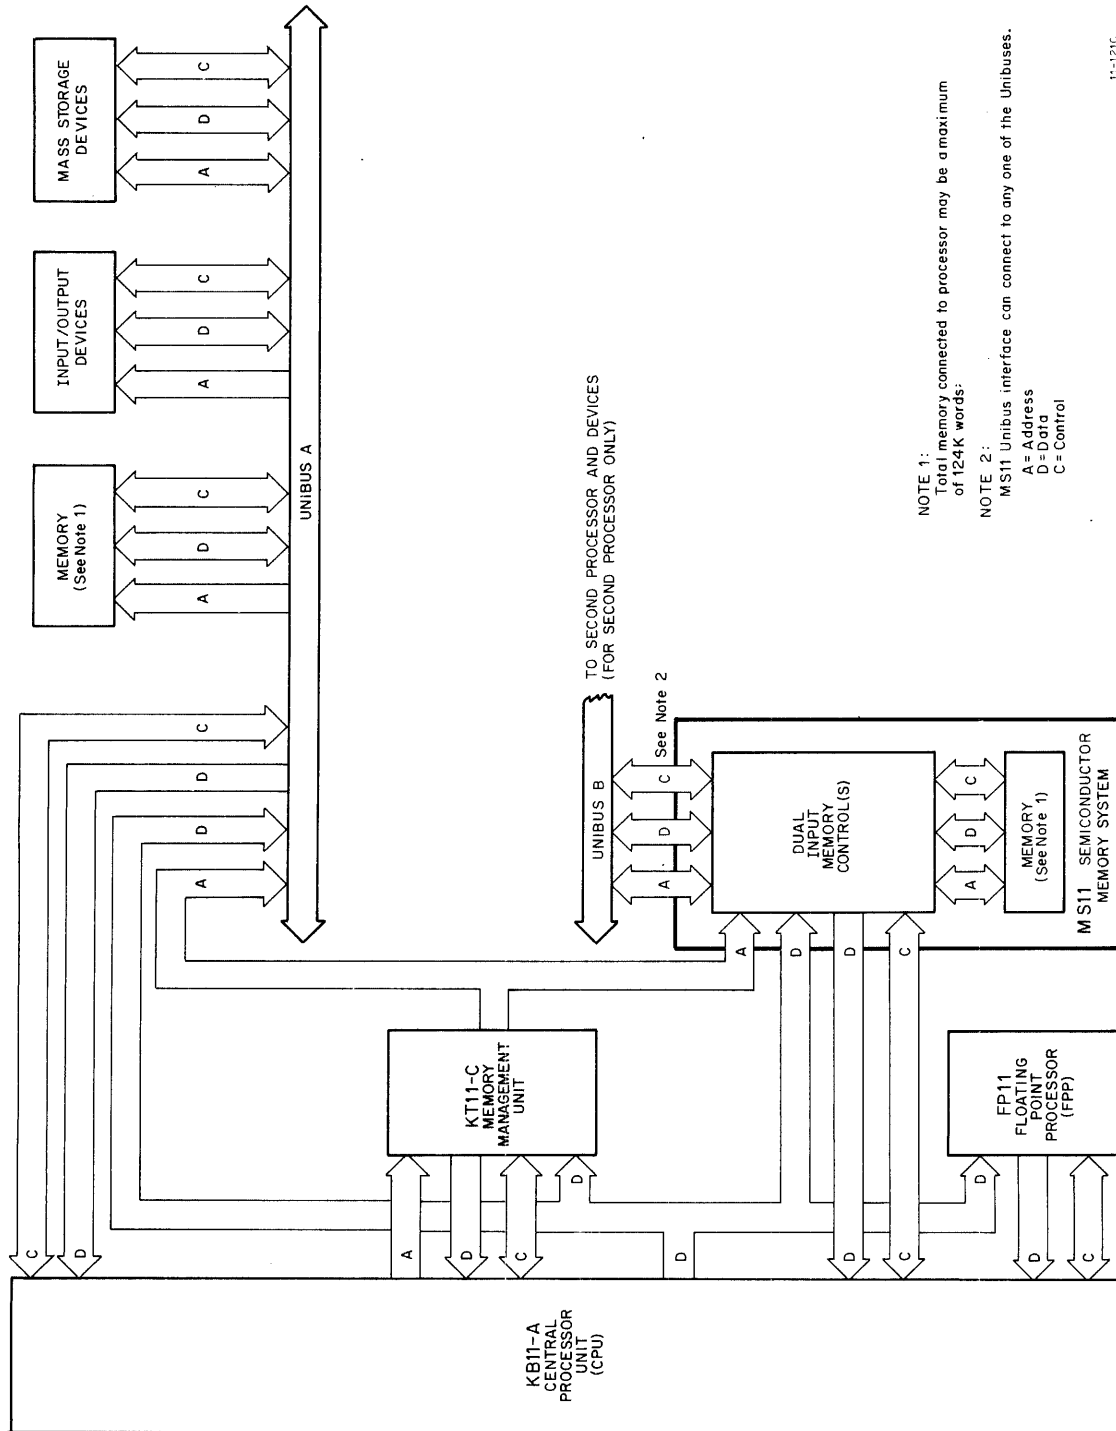 KB11-A
CENTRAL
PROCESSOR
UNIT
(CPU)
C
D
A
D
C
D
D
C
D
C
KT11-C
MEMORY
MANAGEMENT
UNIT
D
FP11
FLOATING
POINT
PROCESSOR
(FPP)
D
A
D
D
C
A
D
D
C
UNIBUS A
MEMORY
(See Note 1)
A
D
C
INPUT/OUTPUT
DEVICES
A
D
C
MASS STORAGE
DEVICES
A
D
C
UNIBUS B
TO SECOND PROCESSOR AND DEVICES
(FOR SECOND PROCESSOR ONLY)
A
D
C
See Note 2
DUAL
INPUT
MEMORY
CONTROL(S)
A
D
C
MEMORY
(See Note 1)
MS11 SEMICONDUCTOR
MEMORY SYSTEM
NOTE 1:
Total memory connected to processor may be a maximum
of 124K words.
NOTE 2:
MS11 Unibus interface can connect to any one of the Unibuses.
A = Address
D = Data
C = Control